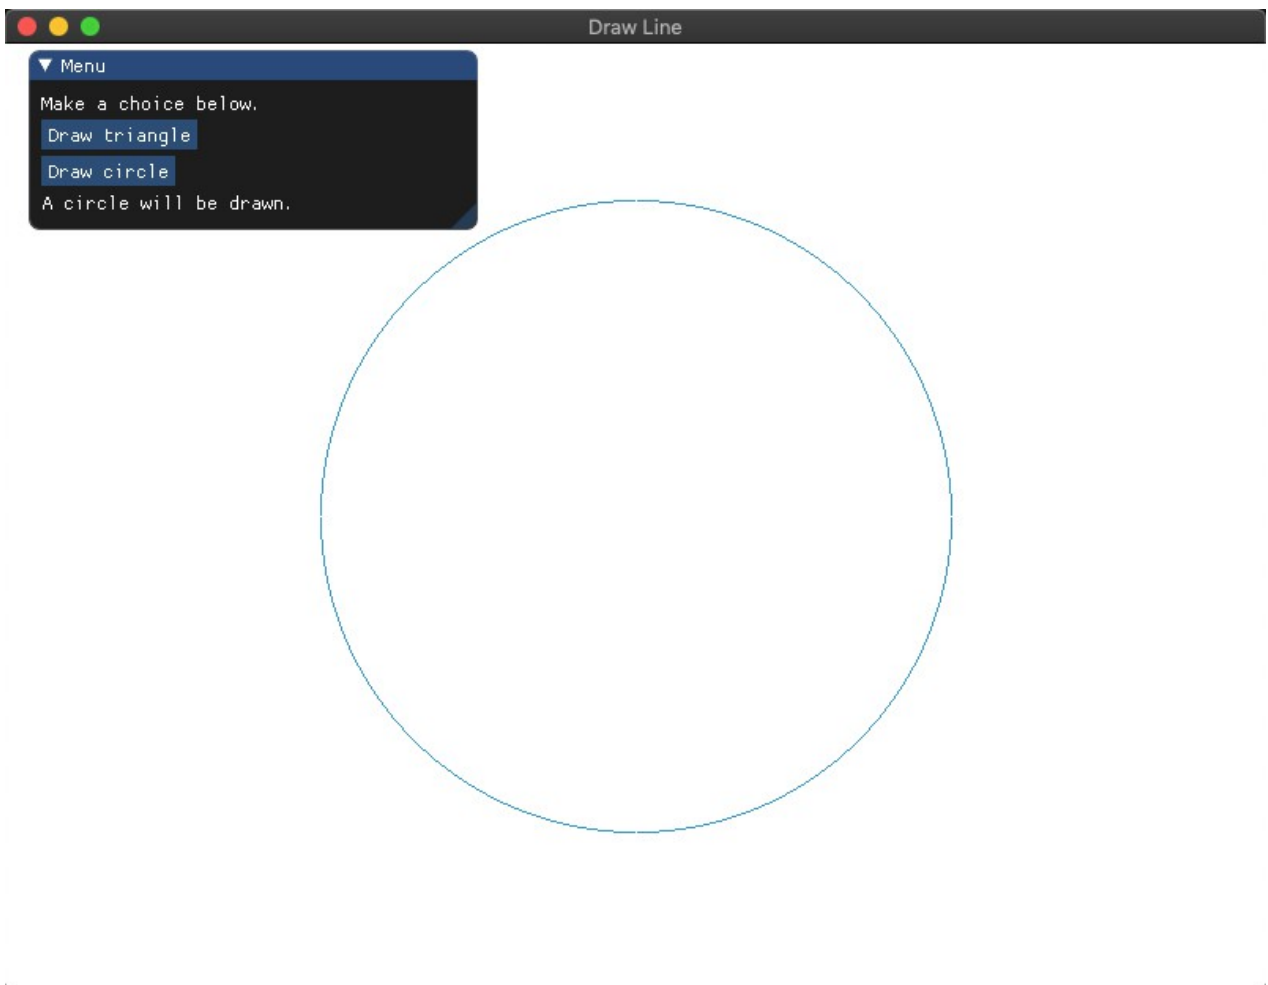 Draw Line
Menu
Make a choice below.
Draw triangle
Draw circle
A circle will be drawn.